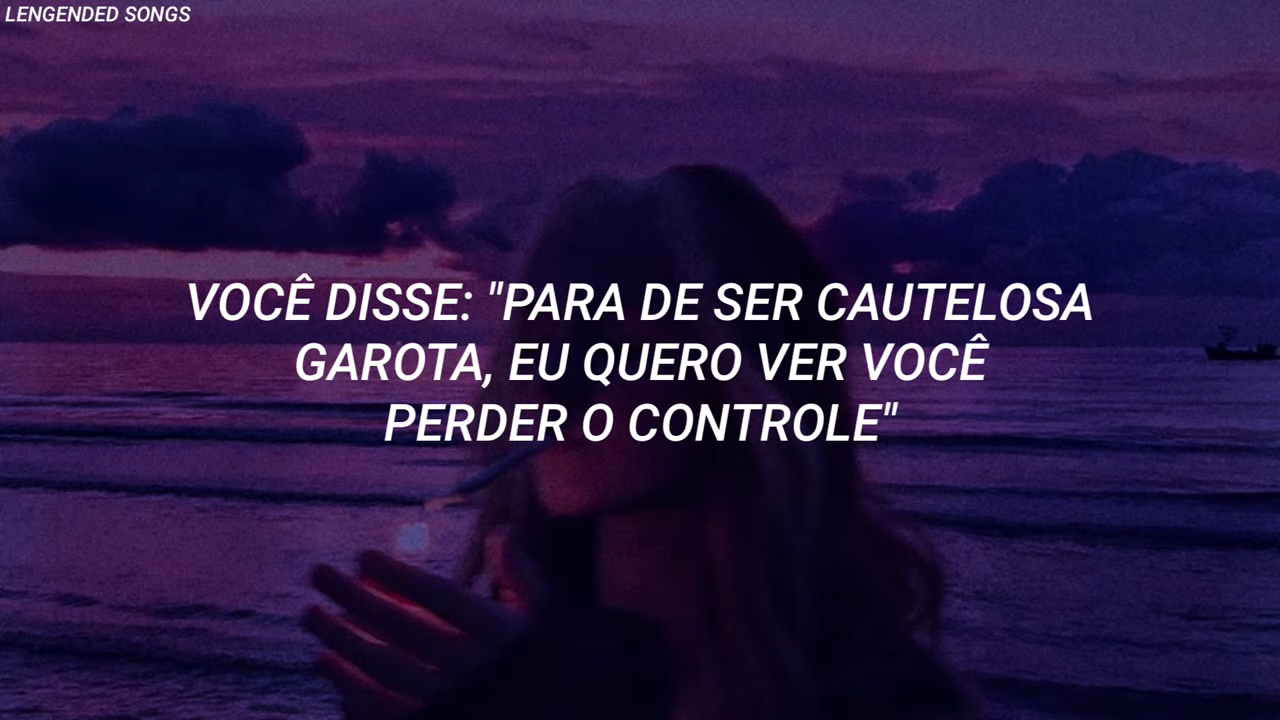 LENGENDED SONGS
VOCÊ DISSE: "PARA DE SER CAUTELOSA
GAROTA, EU QUERO VER VOCÊ
PERDER O CONTROLE"